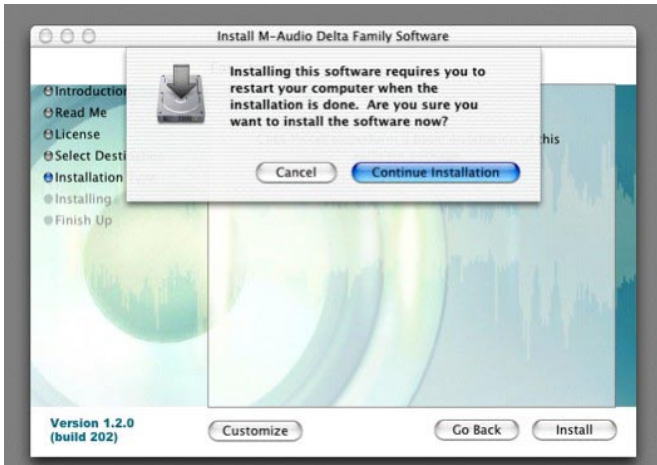 Install M-Audio Delta Family Software
Installing this software requires you to
restart your computer when the
installation is done. Are you sure you
want to install the software now?
Cancel
Continue Installation
Introduction
Read Me
License
Select
Installation
Installing
Finish Up
this
Version 1.2.0
(build 202)
Customize
Go Back
Install